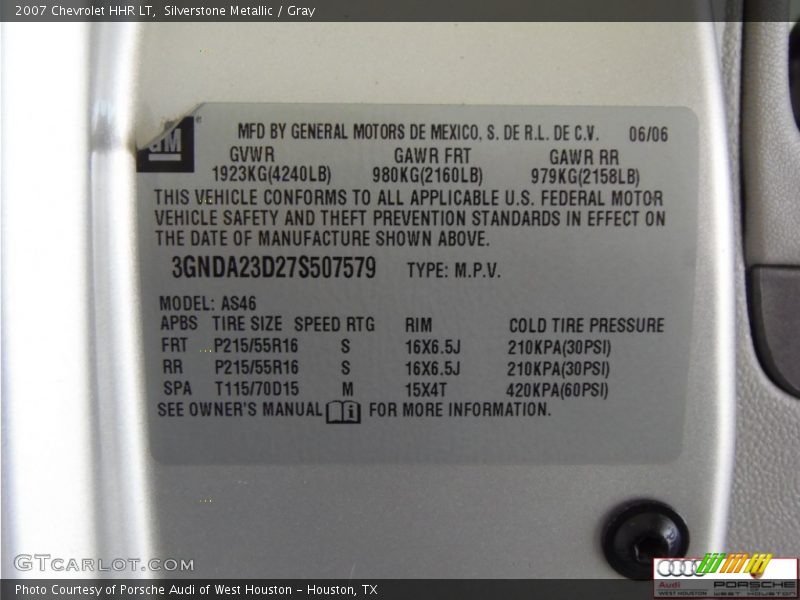 2007 Chevrolet HHR LT, Silverstone Metallic / Gray
GM
MFD BY GENERAL MOTORS DE MEXICO, S. DE R.L. DE C.V. 06/06
GVWR GAWR FRT GAWR RR
1923KG(4240LB) 980KG(2160LB) 979KG(2158LB)
THIS VEHICLE CONFORMS TO ALL APPLICABLE U.S. FEDERAL MOTOR
VEHICLE SAFETY AND THEFT PREVENTION STANDARDS IN EFFECT ON
THE DATE OF MANUFACTURE SHOWN ABOVE.
3GNDA23D27S507579 TYPE: M.P.V.
MODEL: AS46
APBS TIRE SIZE SPEED RTG RIM COLD TIRE PRESSURE
FRT P215/55R16 S 16X6.5J 210KPA(30PSI)
RR P215/55R16 S 16X6.5J 210KPA(30PSI)
SPA T115/70D15 M 15X4T 420KPA(60PSI)
SEE OWNER'S MANUAL i FOR MORE INFORMATION.
GTCARLOT.COM
Photo Courtesy of Porsche Audi of West Houston - Houston, TX
Audi PORSCHE
WEST HOUSTON WEST HOUSTON